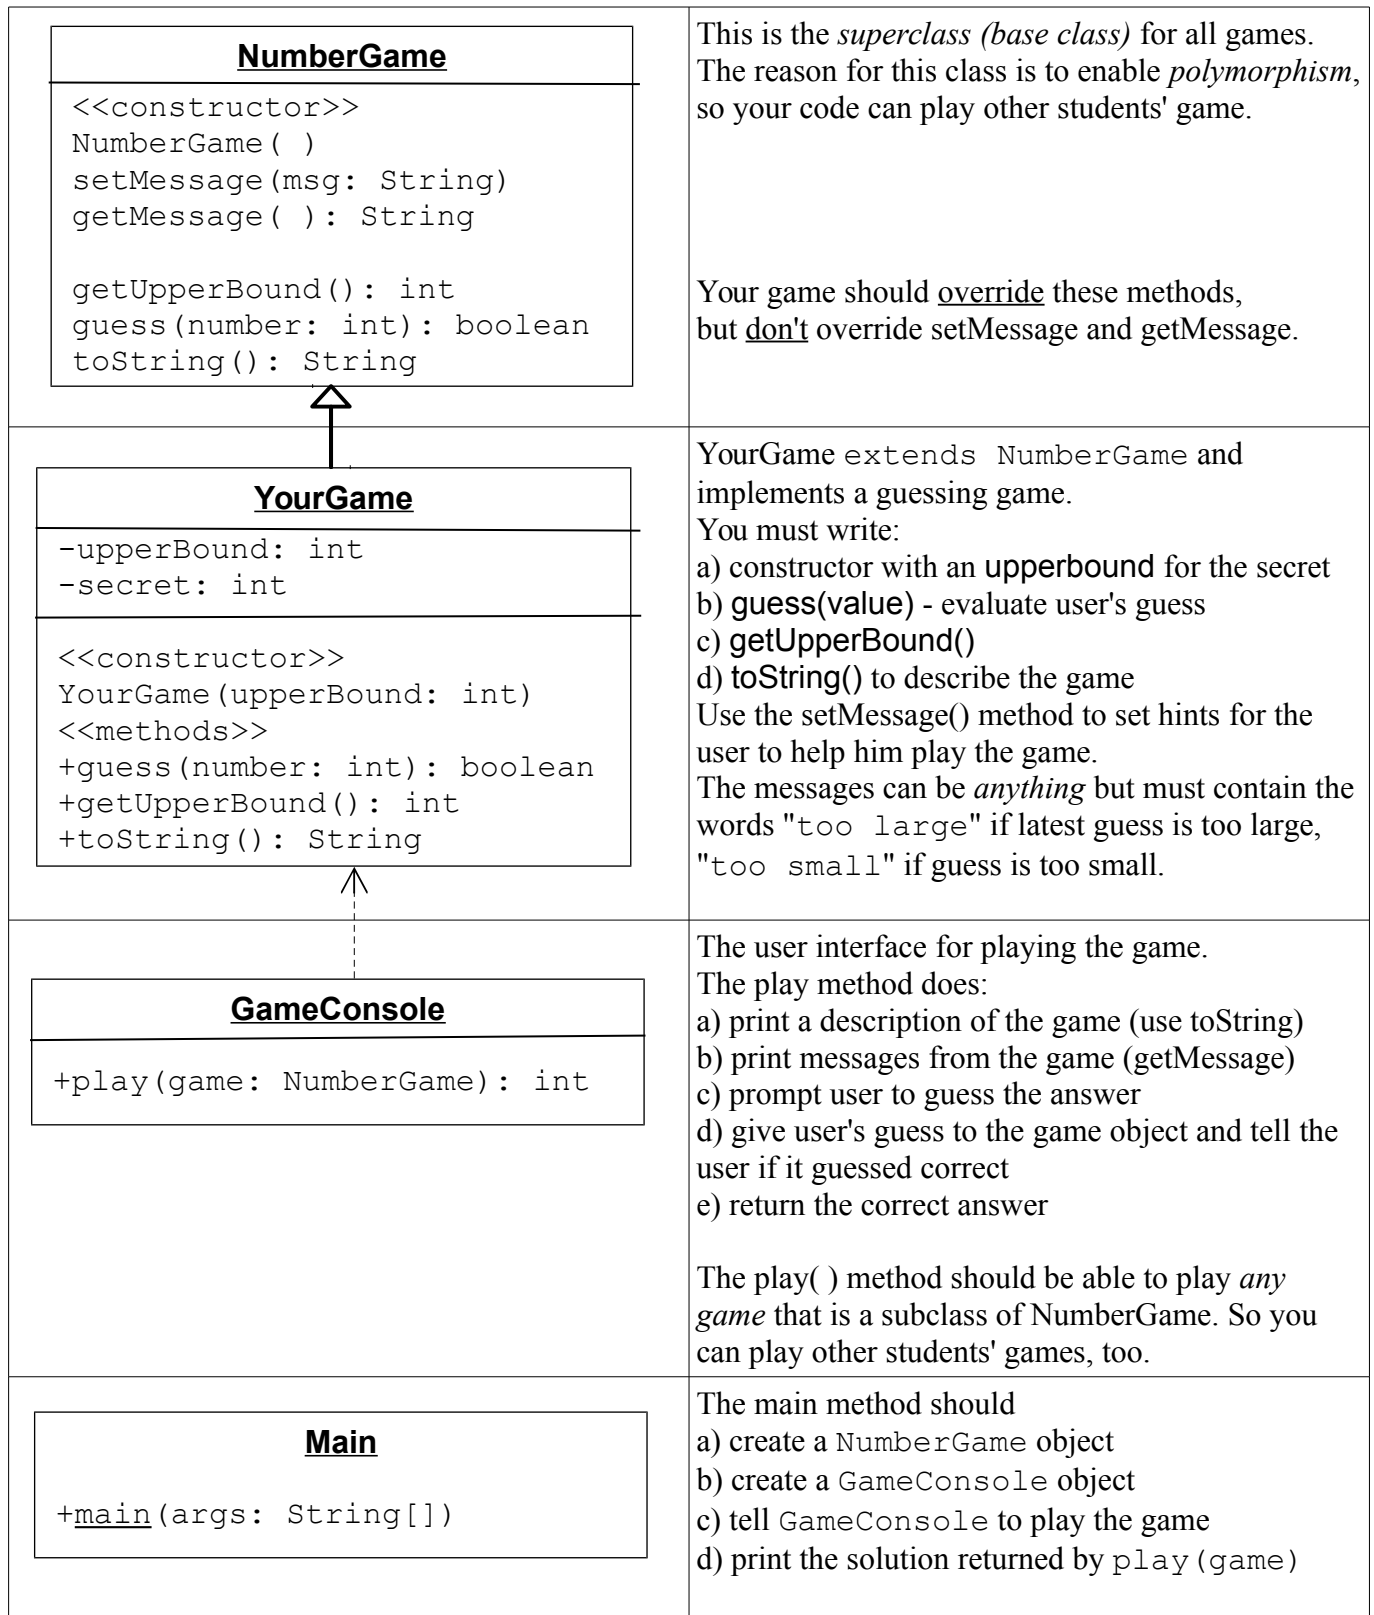 NumberGame
<<constructor>>
NumberGame( )
setMessage(msg: String)
getMessage( ): String
getUpperBound(): int
guess(number: int): boolean
toString(): String
This is the superclass (base class) for all games.
The reason for this class is to enable polymorphism,
so your code can play other students' game.
Your game should override these methods,
but don't override setMessage and getMessage.
YourGame
-upperBound: int
-secret: int
<<constructor>>
YourGame(upperBound: int)
<<methods>>
+guess(number: int): boolean
+getUpperBound(): int
+toString(): String
YourGame extends NumberGame and
implements a guessing game.
You must write:
a) constructor with an upperbound for the secret
b) guess(value) - evaluate user's guess
c) getUpperBound()
d) toString() to describe the game
Use the setMessage() method to set hints for the
user to help him play the game.
The messages can be anything but must contain the
words "too large" if latest guess is too large,
"too small" if guess is too small.
GameConsole
+play(game: NumberGame): int
The user interface for playing the game.
The play method does:
a) print a description of the game (use toString)
b) print messages from the game (getMessage)
c) prompt user to guess the answer
d) give user's guess to the game object and tell the
user if it guessed correct
e) return the correct answer
The play( ) method should be able to play any
game that is a subclass of NumberGame. So you
can play other students' games, too.
Main
+main(args: String[])
The main method should
a) create a NumberGame object
b) create a GameConsole object
c) tell GameConsole to play the game
d) print the solution returned by play(game)